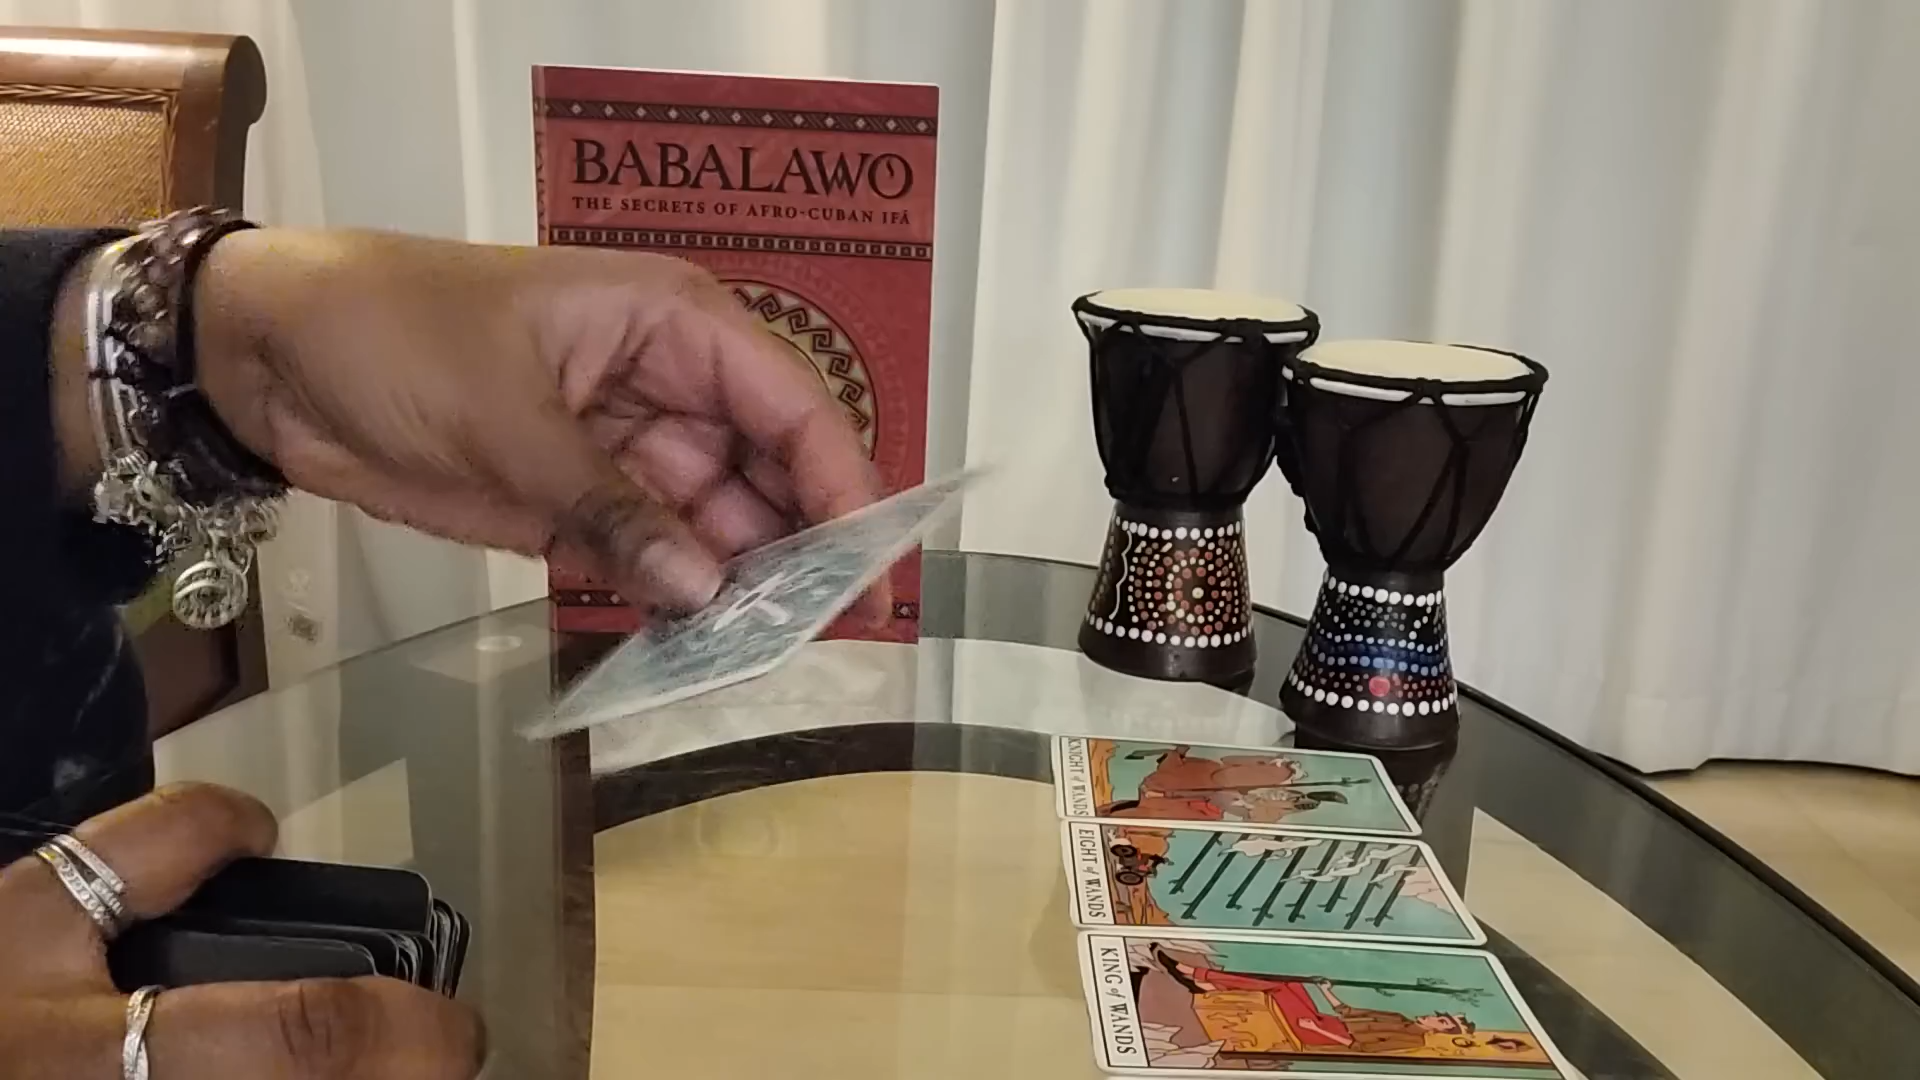 BABALAWO
THE SECRETS OF AFRO-CUBAN IFÁ
KNIGHT of WANDS
EIGHT of WANDS
KING of WANDS